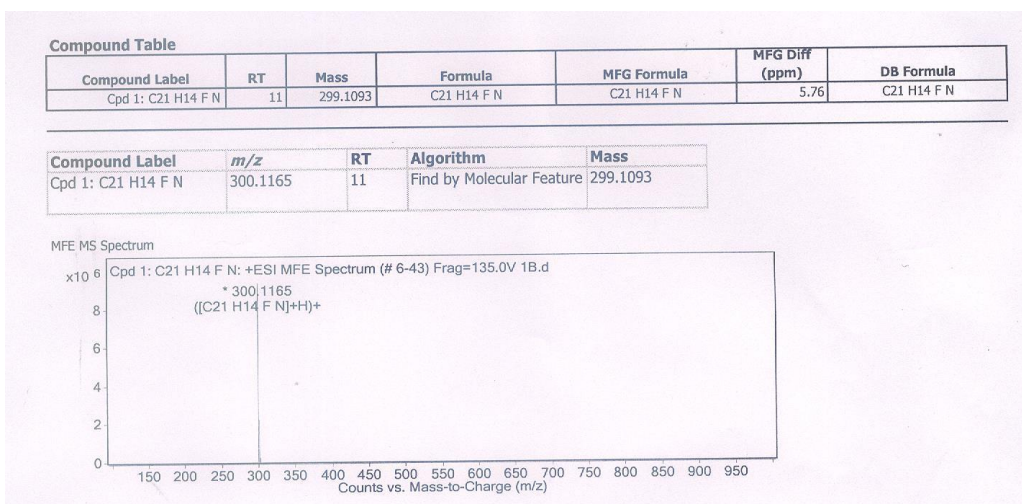 Compound Table
Compound Label RT Mass Formula MFG Formula MFG Diff (ppm) DB Formula
Cpd 1: C21 H14 F N 11 299.1093 C21 H14 F N C21 H14 F N 5.76 C21 H14 F N
Compound Label m/z RT Algorithm Mass
Cpd 1: C21 H14 F N 300.1165 11 Find by Molecular Feature 299.1093
MFE MS Spectrum
x10 6 Cpd 1: C21 H14 F N: +ESI MFE Spectrum (# 6-43) Frag=135.0V 1B.d
* 300.1165
([C21 H14 F N]+H)+
8
6
4
2
0
150 200 250 300 350 400 450 500 550 600 650 700 750 800 850 900 950
Counts vs. Mass-to-Charge (m/z)